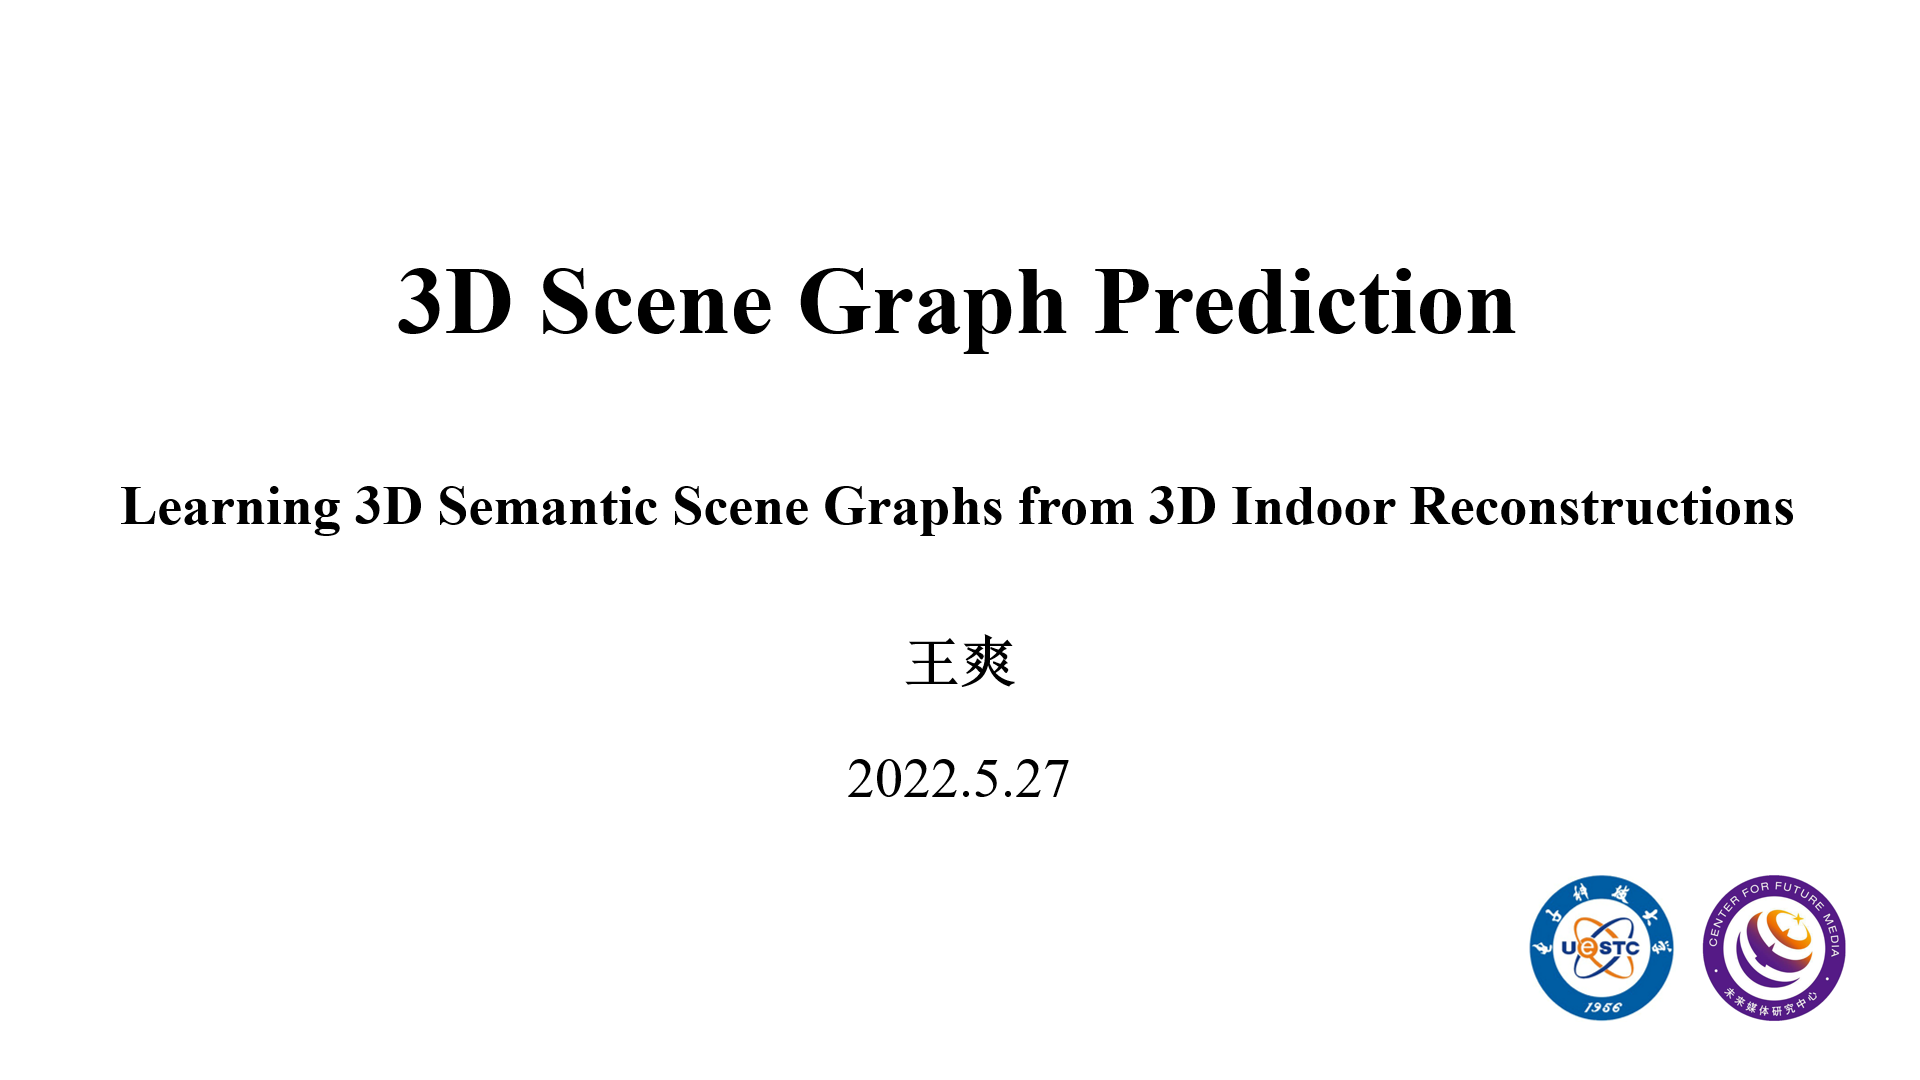 3D Scene Graph Prediction
Learning 3D Semantic Scene Graphs from 3D Indoor Reconstructions
王爽
2022.5.27
电子科技大学
UeSTC
1956
CENTER FOR FUTURE MEDIA
未来媒体研究中心